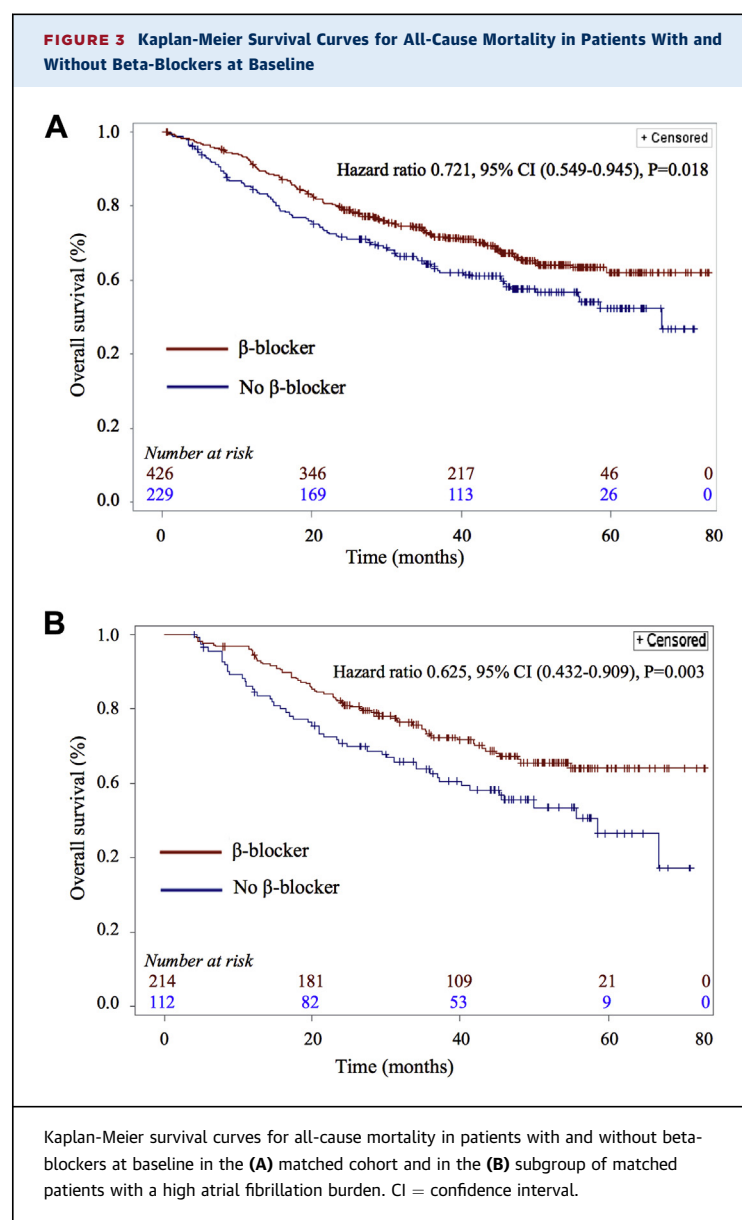 FIGURE 3 Kaplan-Meier Survival Curves for All-Cause Mortality in Patients With and
Without Beta-Blockers at Baseline
A
+ Censored
Hazard ratio 0.721, 95% CI (0.549-0.945), P=0.018
Overall survival (%)
1.0
0.8
0.6
0.2
0.2
0.0
β-blocker
No β-blocker
Number at risk
426 346 217 46 0
229 169 113 26 0
0 20 40 60 80
Time (months)
B
+ Censored
Hazard ratio 0.625, 95% CI (0.432-0.909), P=0.003
Overall survival (%)
1.0
0.8
0.6
0.2
0.2
0.0
β-blocker
No β-blocker
Number at risk
214 181 109 21 0
112 82 53 9 0
0 20 40 60 80
Time (months)
Kaplan-Meier survival curves for all-cause mortality in patients with and without beta-
blockers at baseline in the (A) matched cohort and in the (B) subgroup of matched
patients with a high atrial fibrillation burden. CI = confidence interval.